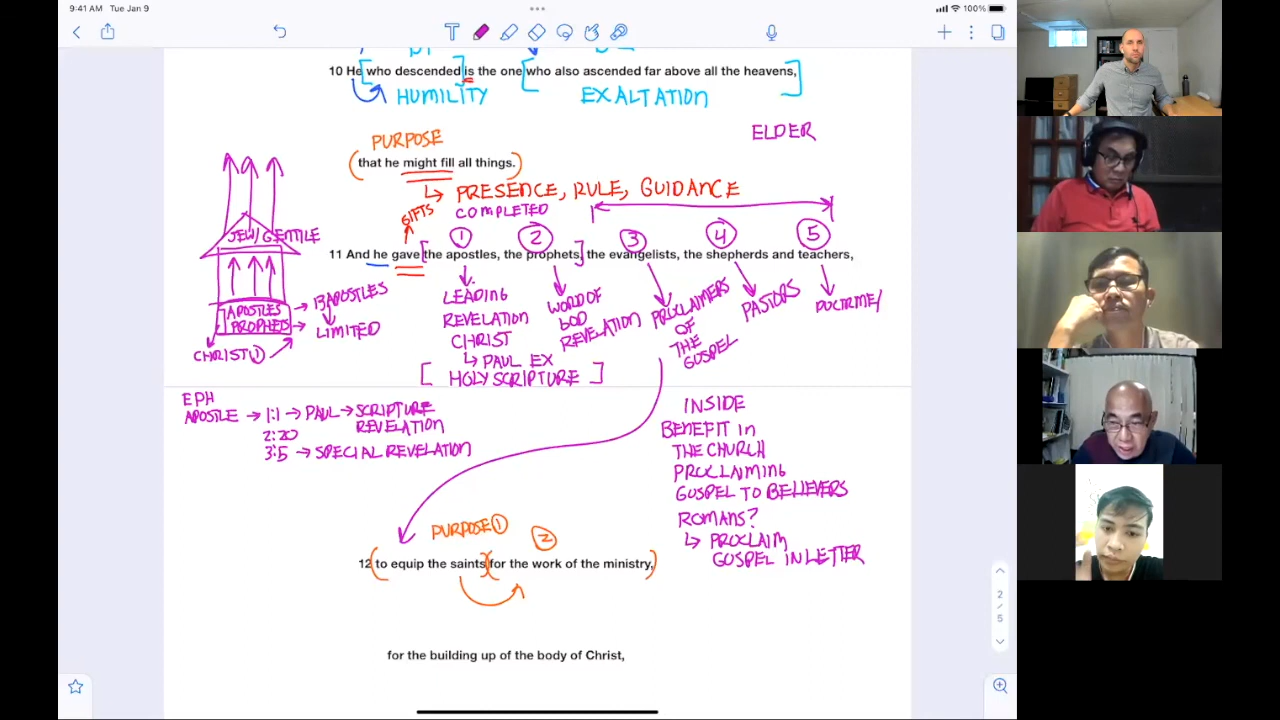 9:41 AM Tue Jan 9
100%
10 He who descended is the one who also ascended far above all the heavens,
HUMILITY
EXALTATION
PURPOSE
ELDER
that he might fill all things.
PRESENCE, RULE, GUIDANCE
GIFTS
COMPLETED
JEW/GENTILE
1 2 3 4 5
11 And he gave the apostles, the prophets, the evangelists, the shepherds and teachers,
APOSTLES
PROPHETS
13 APOSTLES
LIMITED
CHRIST 1
LEADING
REVELATION
CHRIST
PAUL EX
HOLY SCRIPTURE
WORLD OF
GOD
REVELATION
PROCLAIMERS
OF
THE
GOSPEL
PASTORS
DOCTRINE/
EPH
APOSTLE → 1:1 → PAUL → SCRIPTURE
REVELATION
2:20
3:5 → SPECIAL REVELATION
INSIDE
BENEFIT in
THE CHURCH
PROCLAIMING
GOSPEL TO BELIEVERS
ROMANS?
PROCLAIM
GOSPEL IN LETTER
PURPOSE 1
2
12 to equip the saints for the work of the ministry,
for the building up of the body of Christ,
2
/
5